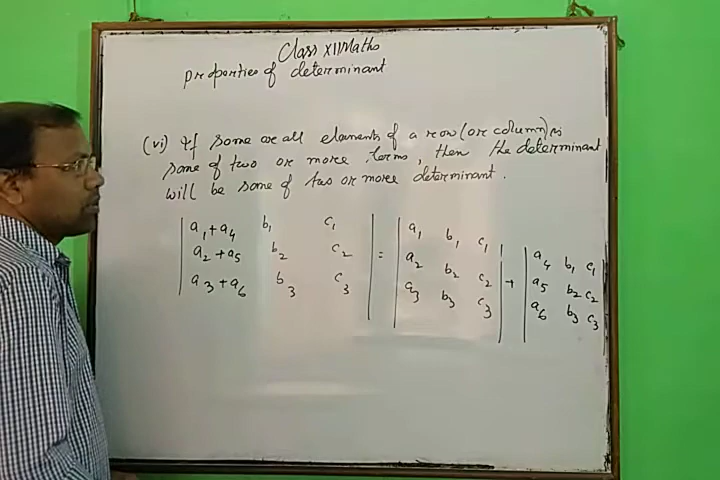 Class XII Maths
properties of determinant
(vi) If some or all elements of a row (or column) is
some of two or more terms, then the determinant
will be some of two or more determinant.
| a₁+a₄ b₁ c₁ | = | a₁ b₁ c₁ | + | a₄ b₁ c₁ |
| a₂+a₅ b₂ c₂ | | a₂ b₂ c₂ | | a₅ b₂ c₂ |
| a₃+a₆ b₃ c₃ | | a₃ b₃ c₃ | | a₆ b₃ c₃ |